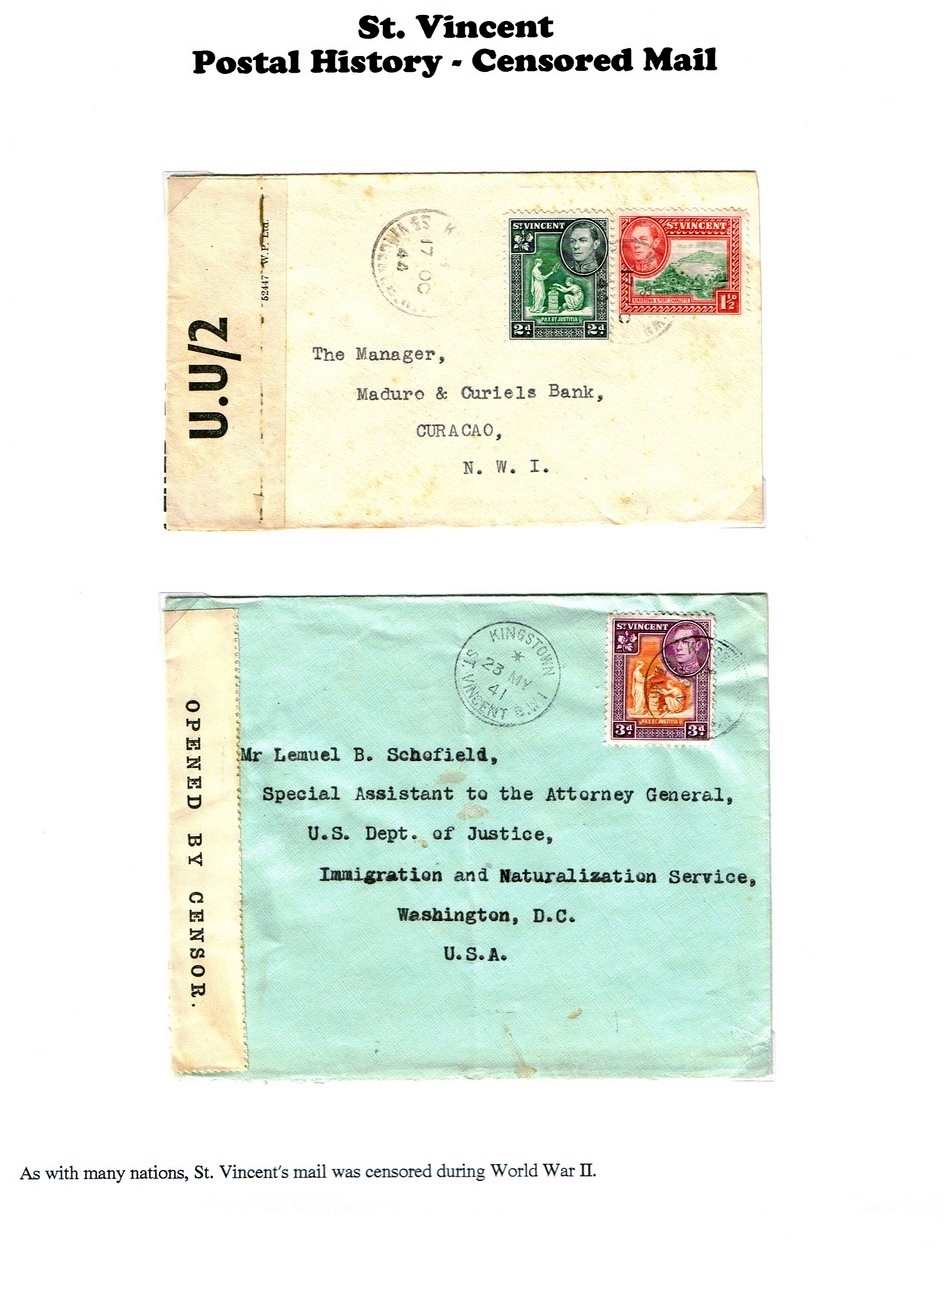 St. Vincent
Postal History - Censored Mail
U.U/2
52447 W.P. Ltd.
17 OC
44
ST VINCENT
2d 2d
PAX ET JUSTITIA
ST VINCENT
KINGSTOWN & FORT CHARLOTTE
1½D
The Manager,
Maduro & Curiels Bank,
CURACAO,
N. W. I.
OPENED BY CENSOR.
KINGSTOWN
*
23 MY
41
ST. VINCENT B.W.I
ST VINCENT
PAX ET JUSTITIA
3d 3d
Mr Lemuel B. Schofield,
Special Assistant to the Attorney General,
U.S. Dept. of Justice,
Immigration and Naturalization Service,
Washington, D.C.
U.S.A.
As with many nations, St. Vincent's mail was censored during World War II.